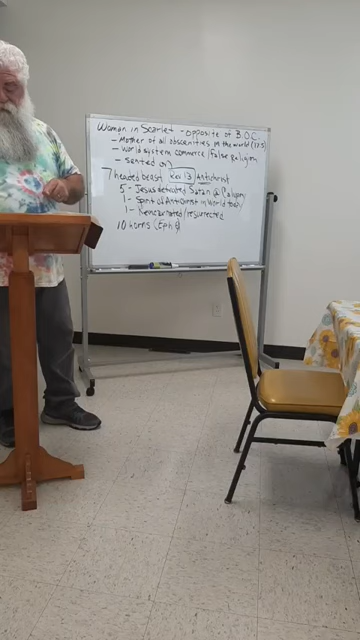 Woman in Scarlet - opposite of B.O.C.
- Mother of all obscenities in the world (17:5)
- World system, commerce/False Religion
- seated on?
7 headed beast Rev 13 Antichrist
5 - Jesus defeated Satan @ Calvary
1 - Spirit of Antichrist in World today
1 - Reincarnated/resurrected
10 horns (Eph 6)